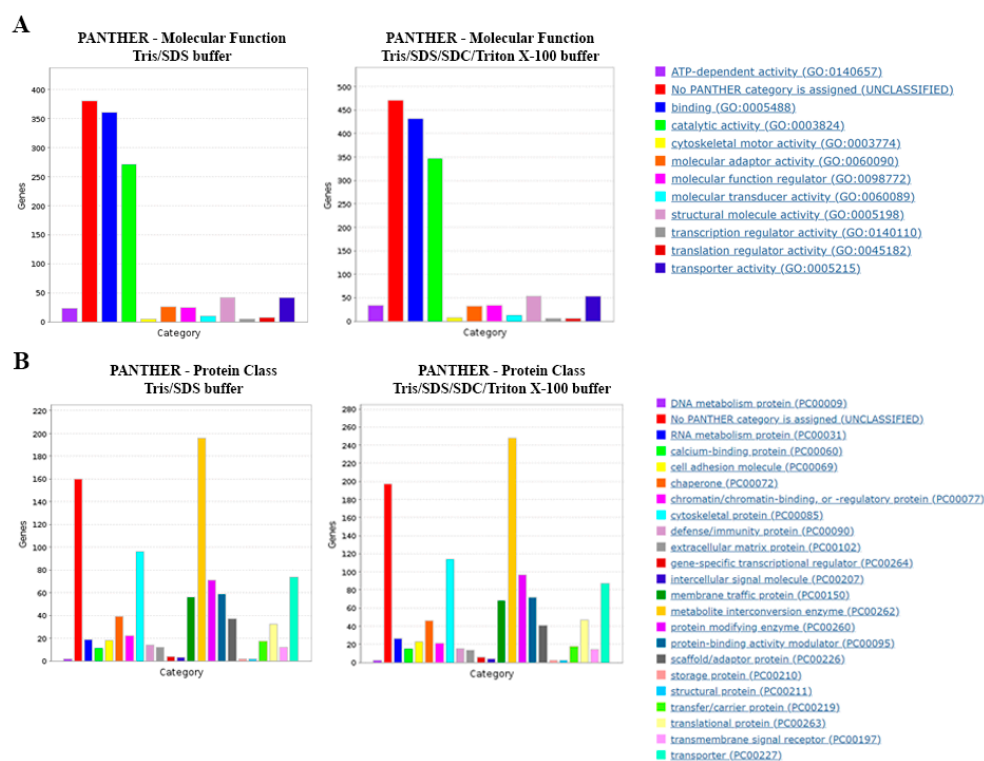 A
PANTHER - Molecular Function
Tris/SDS buffer
400
350
300
250
200
150
100
50
0
Genes
Category
PANTHER - Molecular Function
Tris/SDS/SDC/Triton X-100 buffer
500
450
400
350
300
250
200
150
100
50
0
Genes
Category
ATP-dependent activity (GO:0140657)
No PANTHER category is assigned (UNCLASSIFIED)
binding (GO:0005488)
catalytic activity (GO:0003824)
cytoskeletal motor activity (GO:0003774)
molecular adaptor activity (GO:0060090)
molecular function regulator (GO:0098772)
molecular transducer activity (GO:0060089)
structural molecule activity (GO:0005198)
transcription regulator activity (GO:0140110)
translation regulator activity (GO:0045182)
transporter activity (GO:0005215)
B
PANTHER - Protein Class
Tris/SDS buffer
220
200
180
160
140
120
100
80
60
40
20
0
Genes
Category
PANTHER - Protein Class
Tris/SDS/SDC/Triton X-100 buffer
280
260
240
220
200
180
160
140
120
100
80
60
40
20
0
Genes
Category
DNA metabolism protein (PC00009)
No PANTHER category is assigned (UNCLASSIFIED)
RNA metabolism protein (PC00031)
calcium-binding protein (PC00060)
cell adhesion molecule (PC00069)
chaperone (PC00072)
chromatin/chromatin-binding, or -regulatory protein (PC00077)
cytoskeletal protein (PC00085)
defense/immunity protein (PC00090)
extracellular matrix protein (PC00102)
gene-specific transcriptional regulator (PC00264)
intercellular signal molecule (PC00207)
membrane traffic protein (PC00150)
metabolite interconversion enzyme (PC00262)
protein modifying enzyme (PC00260)
protein-binding activity modulator (PC00095)
scaffold/adaptor protein (PC00226)
storage protein (PC00210)
structural protein (PC00211)
transfer/carrier protein (PC00219)
translational protein (PC00263)
transmembrane signal receptor (PC00197)
transporter (PC00227)